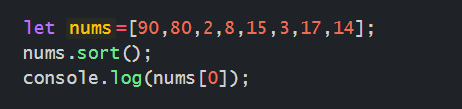 let nums=[90,80,2,8,15,3,17,14];
nums.sort();
console.log(nums[0]);